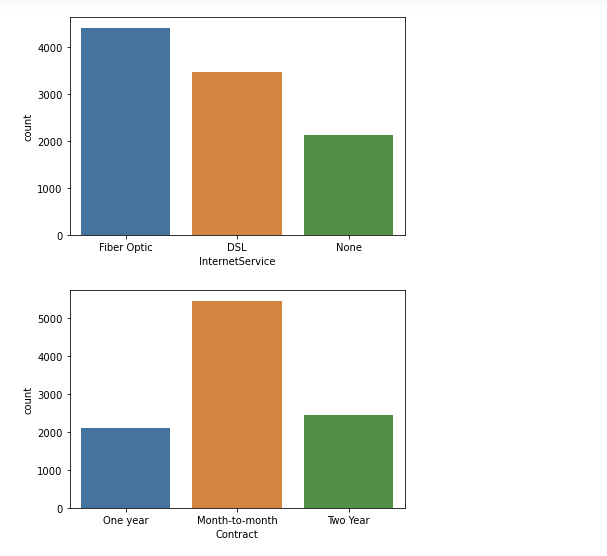 4000
3000
2000
1000
0
count
Fiber Optic DSL None
InternetService
5000
4000
3000
2000
1000
0
count
One year Month-to-month Two Year
Contract